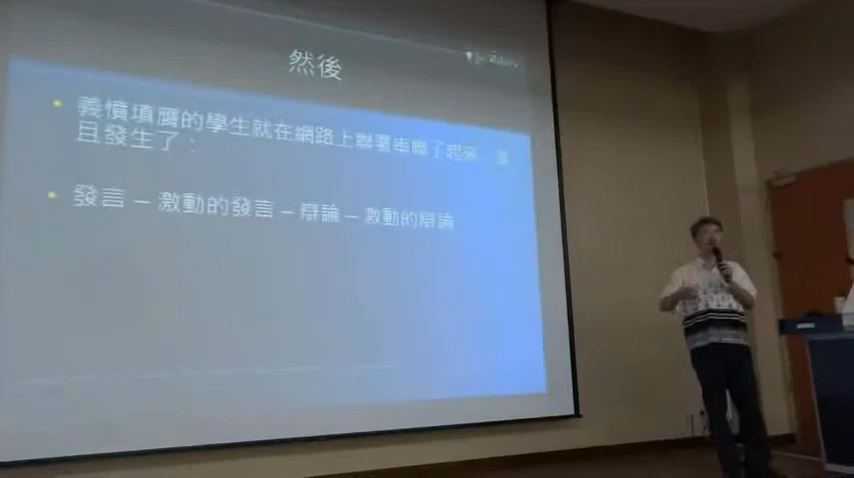 然後
義憤填膺的學生就在網路上聯署串聯了起來，並
且發生了：
發言 – 激動的發言 – 辯論 – 激動的辯論